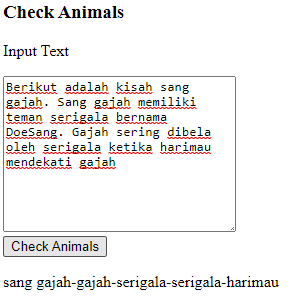 Check Animals
Input Text
Berikut adalah kisah sang
gajah. Sang gajah memiliki
teman serigala bernama
DoeSang. Gajah sering dibela
oleh serigala ketika harimau
mendekati gajah
Check Animals
sang gajah-gajah-serigala-serigala-harimau